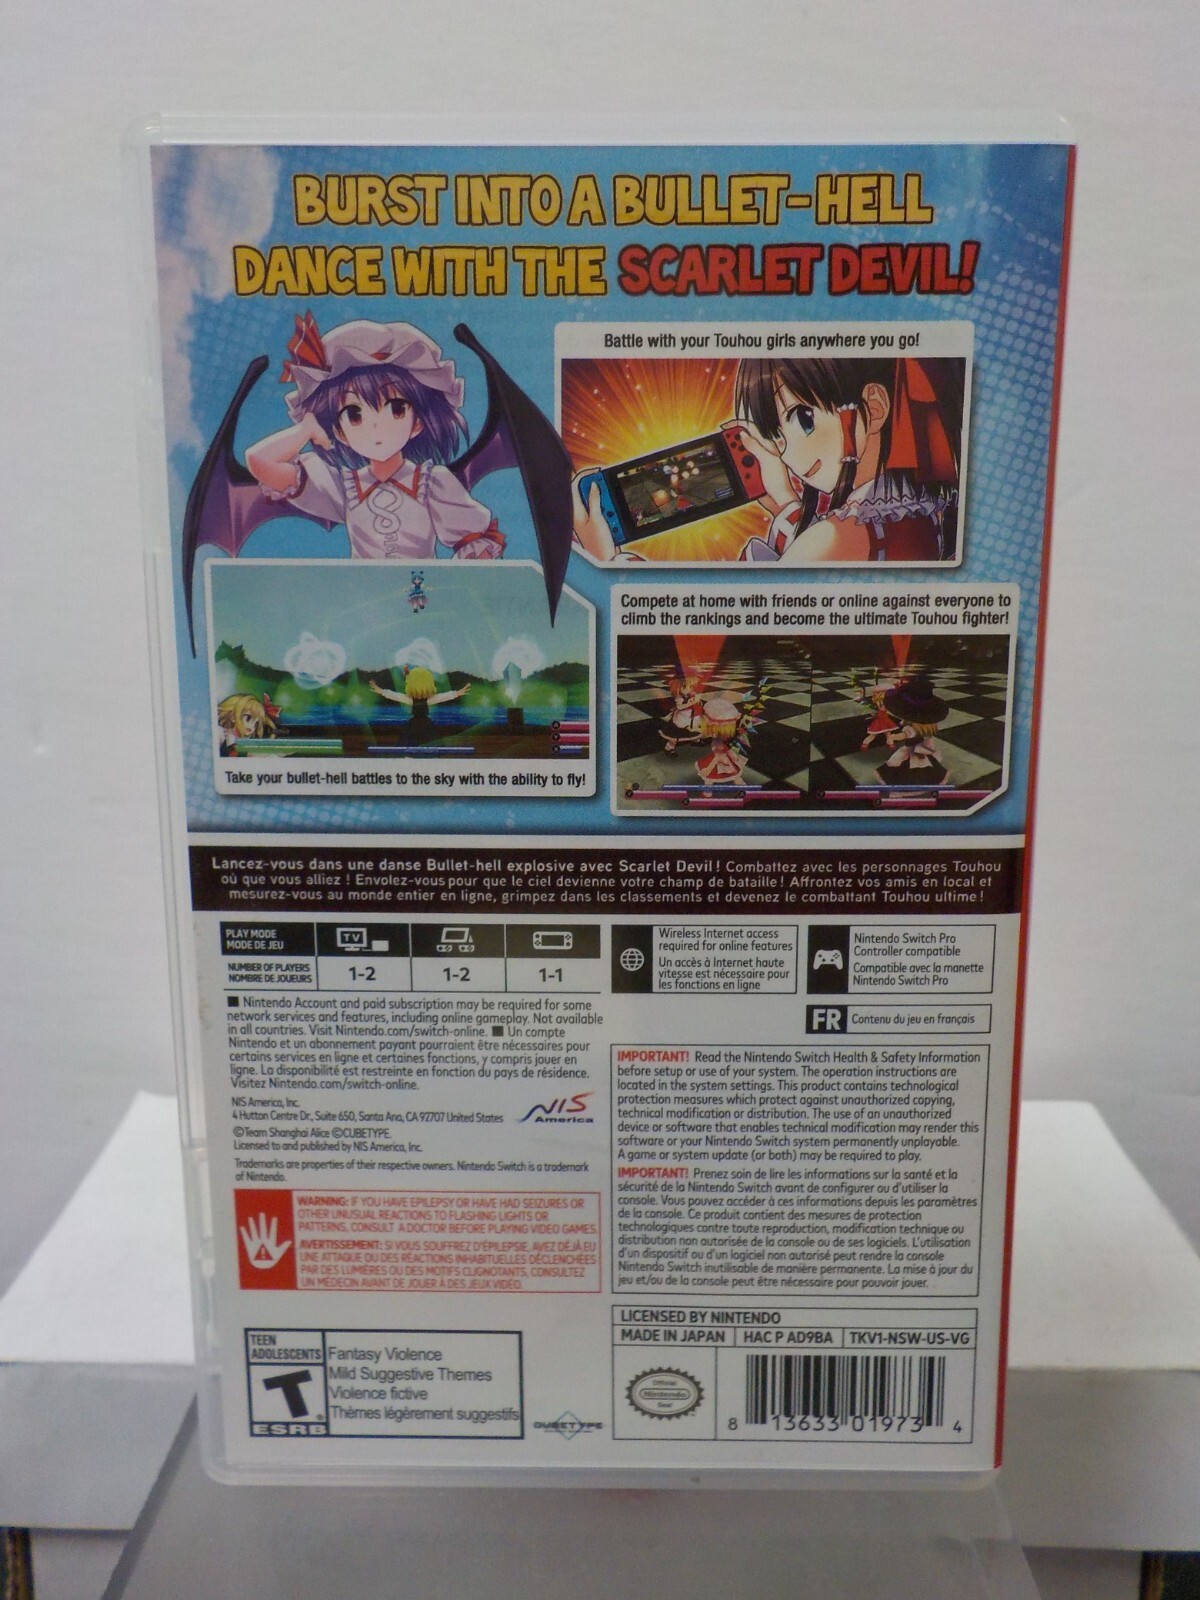 BURST INTO A BULLET-HELL
DANCE WITH THE SCARLET DEVIL!
Battle with your Touhou girls anywhere you go!
Compete at home with friends or online against everyone to
climb the rankings and become the ultimate Touhou fighter!
Take your bullet-hell battles to the sky with the ability to fly!
Lancez-vous dans une danse Bullet-hell explosive avec Scarlet Devil ! Combattez avec les personnages Touhou
où que vous alliez ! Envolez-vous pour que le ciel devienne votre champ de bataille ! Affrontez vos amis en local et
mesurez-vous au monde entier en ligne, grimpez dans les classements et devenez le combattant Touhou ultime !
PLAY MODE
MODE DE JEU
TV
NUMBER OF PLAYERS
NOMBRE DE JOUEURS
1-2
1-2
1-1
Wireless Internet access
required for online features
Un accès à Internet haute
vitesse est nécessaire pour
les fonctions en ligne
Nintendo Switch Pro
Controller compatible
Compatible avec la manette
Nintendo Switch Pro
FR Contenu du jeu en français
■ Nintendo Account and paid subscription may be required for some
network services and features, including online gameplay. Not available
in all countries. Visit Nintendo.com/switch-online. ■ Un compte
Nintendo et un abonnement payant pourraient être nécessaires pour
certains services en ligne et certaines fonctions, y compris jouer en
ligne. La disponibilité est restreinte en fonction du pays de résidence.
Visitez Nintendo.com/switch-online.
NIS America, Inc.
4 Hutton Centre Dr., Suite 650, Santa Ana, CA 92707 United States
NIS
America
©Team Shanghai Alice ©CUBETYPE.
Licensed to and published by NIS America, Inc.
Trademarks are properties of their respective owners. Nintendo Switch is a trademark
of Nintendo.
WARNING: IF YOU HAVE EPILEPSY OR HAVE HAD SEIZURES OR
OTHER UNUSUAL REACTIONS TO FLASHING LIGHTS OR
PATTERNS, CONSULT A DOCTOR BEFORE PLAYING VIDEO GAMES.
AVERTISSEMENT: SI VOUS SOUFFREZ D'ÉPILEPSIE, AVEZ DÉJÀ EU
UNE ATTAQUE OU DES RÉACTIONS INHABITUELLES DÉCLENCHÉES
PAR DES LUMIÈRES OU DES MOTIFS CLIGNOTANTS, CONSULTEZ
UN MÉDECIN AVANT DE JOUER À DES JEUX VIDÉO.
IMPORTANT! Read the Nintendo Switch Health & Safety Information
before setup or use of your system. The operation instructions are
located in the system settings. This product contains technological
protection measures which protect against unauthorized copying,
technical modification or distribution. The use of an unauthorized
device or software that enables technical modification may render this
software or your Nintendo Switch system permanently unplayable.
A game or system update (or both) may be required to play.
IMPORTANT! Prenez soin de lire les informations sur la santé et la
sécurité de la Nintendo Switch avant de configurer ou d'utiliser la
console. Vous pouvez accéder à ces informations depuis les paramètres
de la console. Ce produit contient des mesures de protection
technologiques contre toute reproduction, modification technique ou
distribution non autorisée de la console ou de ses logiciels. L'utilisation
d'un dispositif ou d'un logiciel non autorisé peut rendre la console
Nintendo Switch inutilisable de manière permanente. La mise à jour du
jeu et/ou de la console peut être nécessaire pour pouvoir jouer.
LICENSED BY NINTENDO
MADE IN JAPAN HAC P AD9BA TKV1-NSW-US-VG
Official
Nintendo
Seal
8 13633 01973 4
TEEN
ADOLESCENTS
T
ESRB
Fantasy Violence
Mild Suggestive Themes
Violence fictive
Thèmes légèrement suggestifs
CUBETYPE